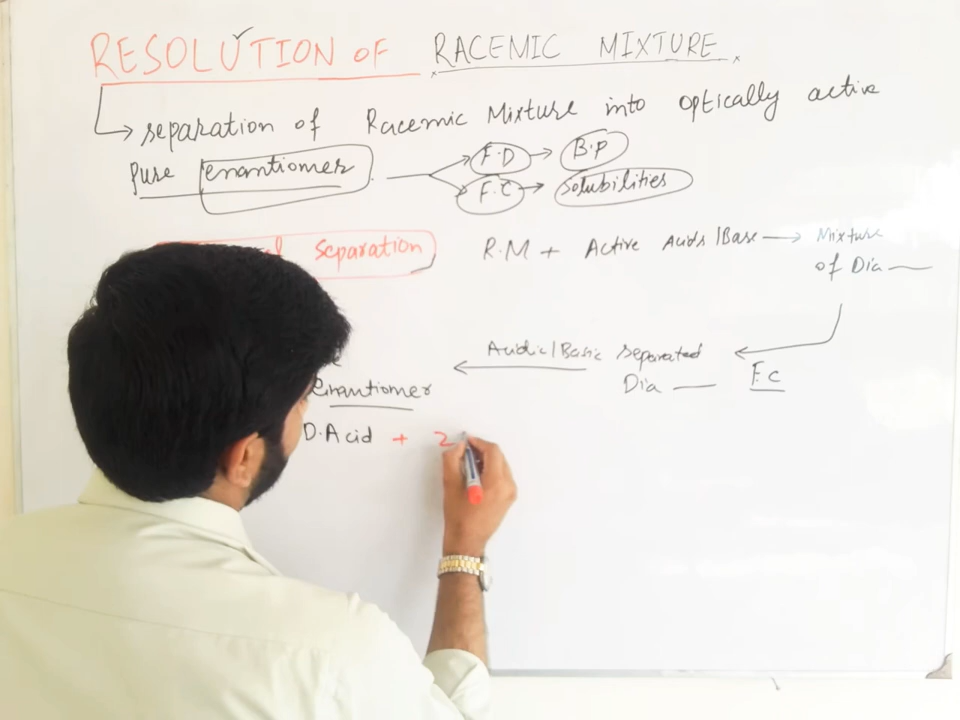 RESOLUTION OF RACEMIC MIXTURE
separation of Racemic Mixture into optically active
pure enantiomer. F.D B.P
F.C Solubilities
separation R.M + Active Acids/Base Mixture
of Dia
Acidic/Basic separated
Dia F.C
Enantiomer
D.Acid + 2